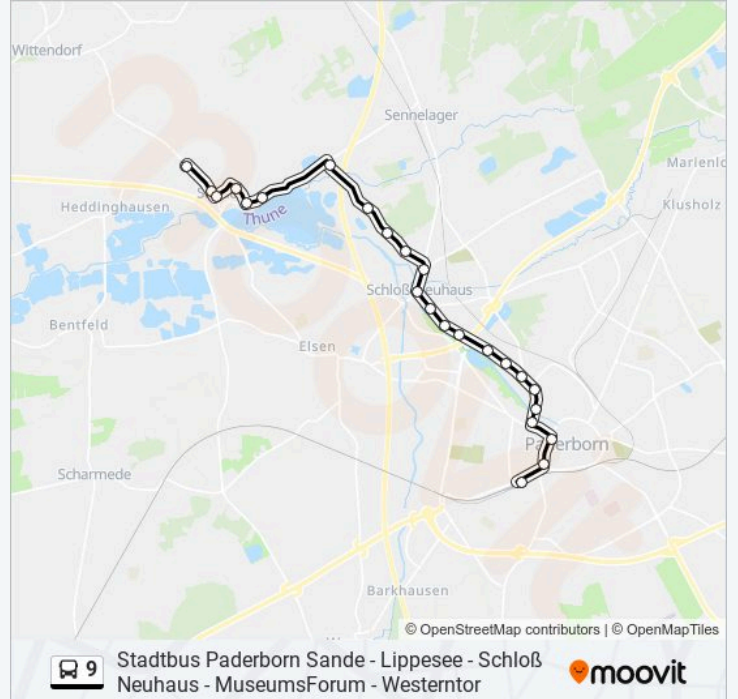 Wittendorf
Sennelager
Marienlo
Heddinghausen
Klusholz
Thune
Schloß Neuhaus
Bentfeld
Elsen
Paderborn
Scharmede
Barkhausen
© OpenStreetMap contributors | © OpenMapTiles
9
Stadtbus Paderborn Sande - Lippesee - Schloß
Neuhaus - MuseumsForum - Westerntor
moovit